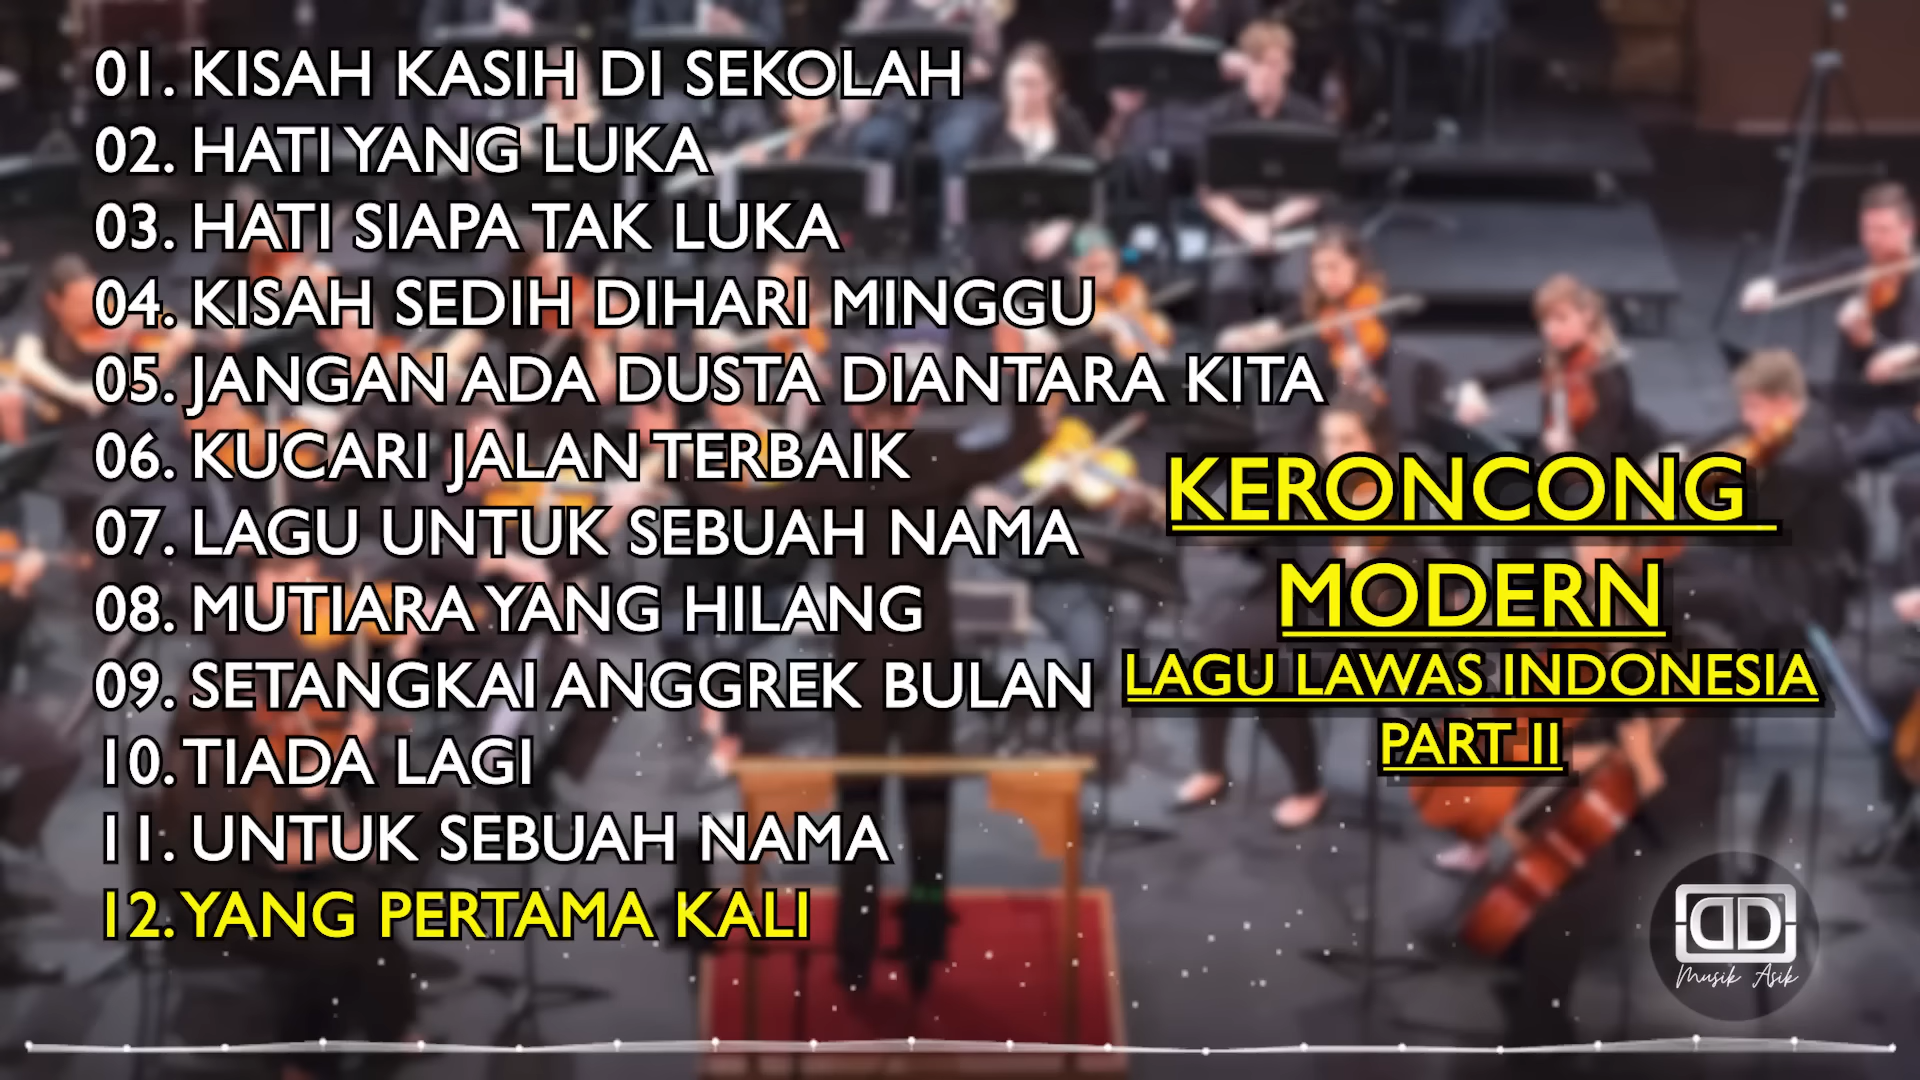 01. KISAH KASIH DI SEKOLAH
02. HATI YANG LUKA
03. HATI SIAPA TAK LUKA
04. KISAH SEDIH DIHARI MINGGU
05. JANGAN ADA DUSTA DIANTARA KITA
06. KUCARI JALAN TERBAIK
07. LAGU UNTUK SEBUAH NAMA
08. MUTIARA YANG HILANG
09. SETANGKAI ANGGREK BULAN
10. TIADA LAGI
11. UNTUK SEBUAH NAMA
12. YANG PERTAMA KALI
KERONCONG
MODERN
LAGU LAWAS INDONESIA
PART II
DD
Musik Asik